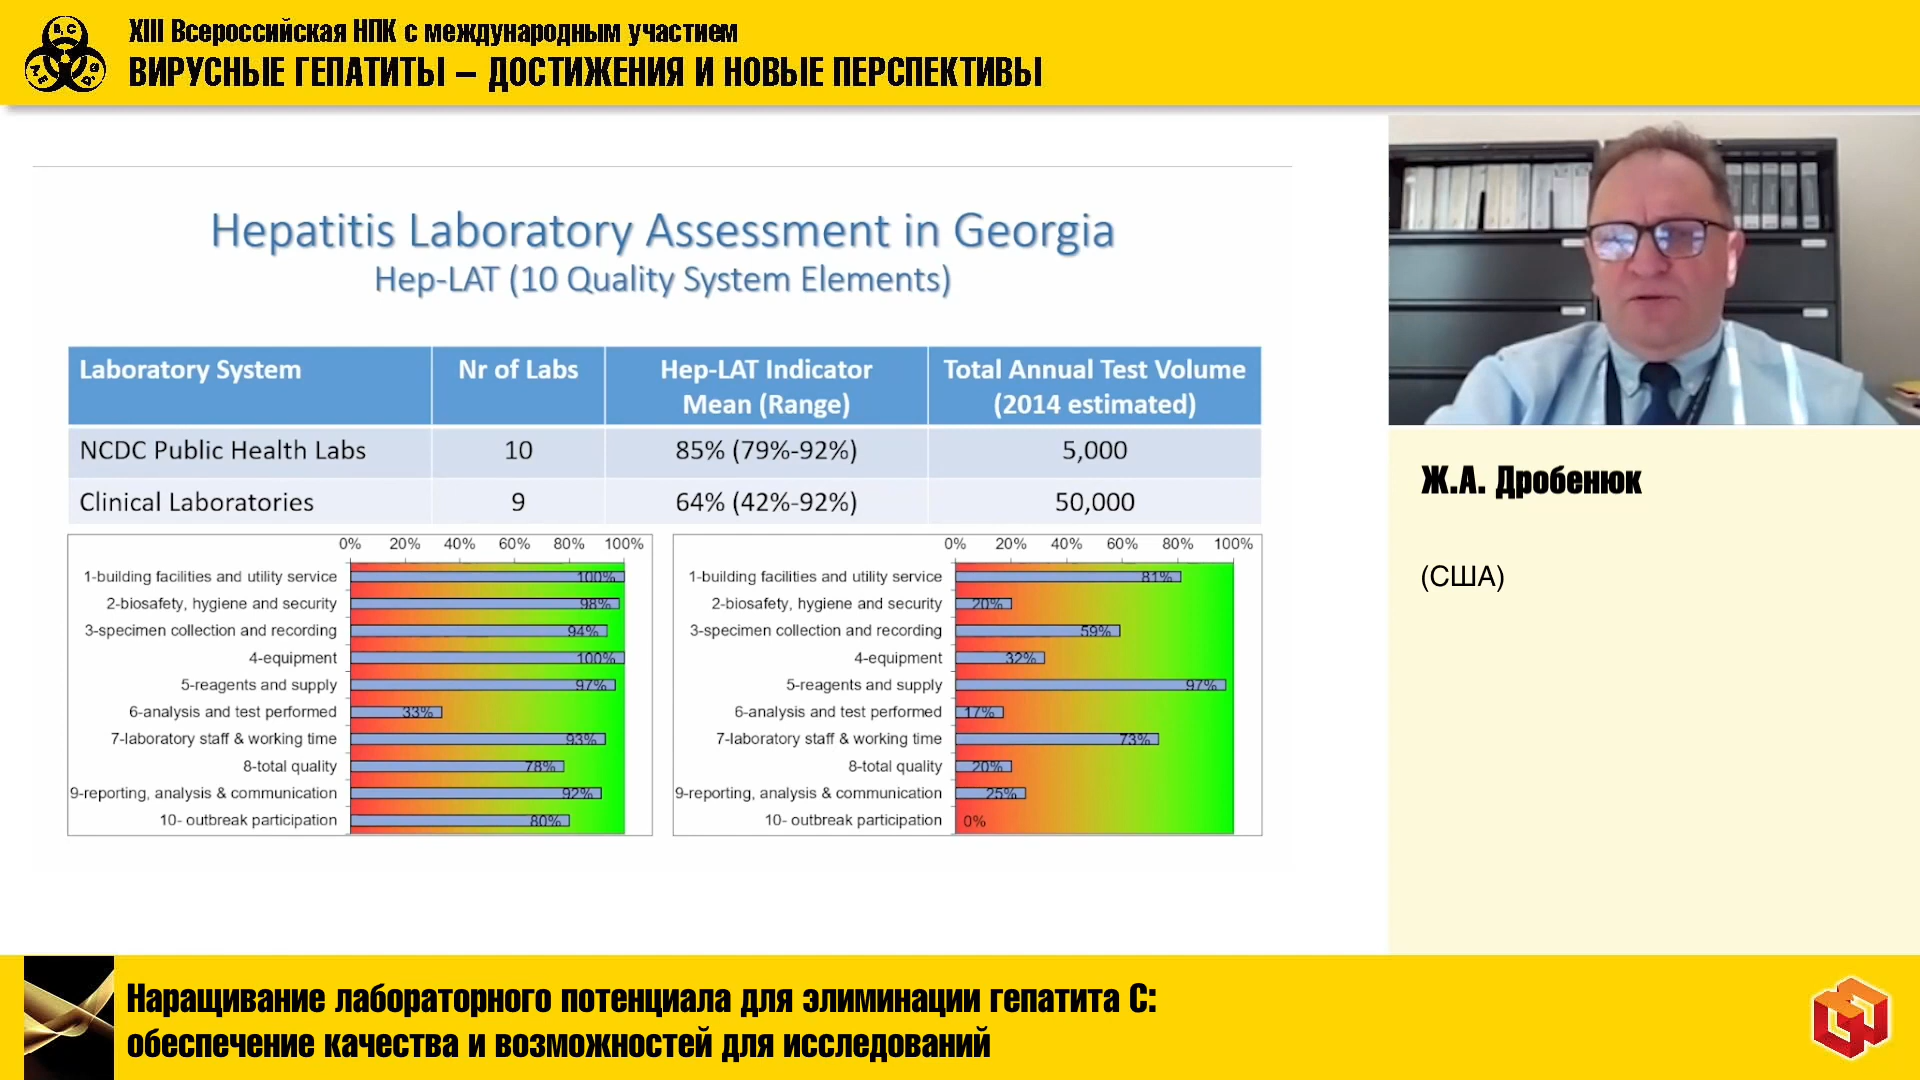 XIII Всероссийская НПК с международным участием
ВИРУСНЫЕ ГЕПАТИТЫ – ДОСТИЖЕНИЯ И НОВЫЕ ПЕРСПЕКТИВЫ
Hepatitis Laboratory Assessment in Georgia
Hep-LAT (10 Quality System Elements)
Laboratory System Nr of Labs Hep-LAT Indicator Total Annual Test Volume
Mean (Range) (2014 estimated)
NCDC Public Health Labs 10 85% (79%-92%) 5,000
Clinical Laboratories 9 64% (42%-92%) 50,000
0% 20% 40% 60% 80% 100%
1-building facilities and utility service 100%
2-biosafety, hygiene and security 98%
3-specimen collection and recording 94%
4-equipment 100%
5-reagents and supply 97%
6-analysis and test performed 33%
7-laboratory staff & working time 93%
8-total quality 78%
9-reporting, analysis & communication 92%
10- outbreak participation 80%
0% 20% 40% 60% 80% 100%
1-building facilities and utility service 81%
2-biosafety, hygiene and security 20%
3-specimen collection and recording 59%
4-equipment 32%
5-reagents and supply 97%
6-analysis and test performed 17%
7-laboratory staff & working time 73%
8-total quality 20%
9-reporting, analysis & communication 25%
10- outbreak participation 0%
Ж.А. Дробенюк
(США)
Наращивание лабораторного потенциала для элиминации гепатита С:
обеспечение качества и возможностей для исследований